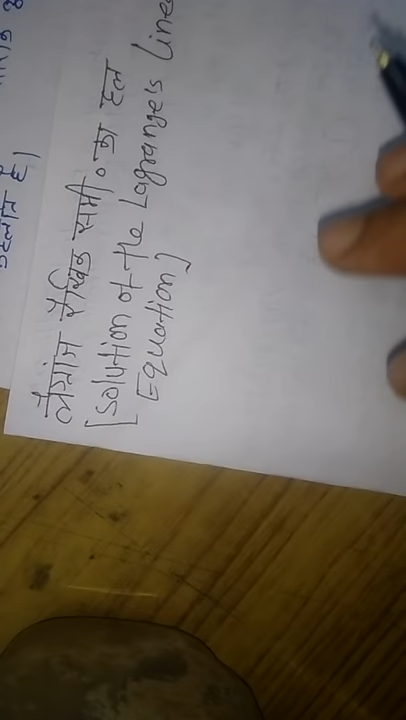 लैग्रांज रैखिक समी० का हल
[Solution of the Lagrange's Line
Equation]